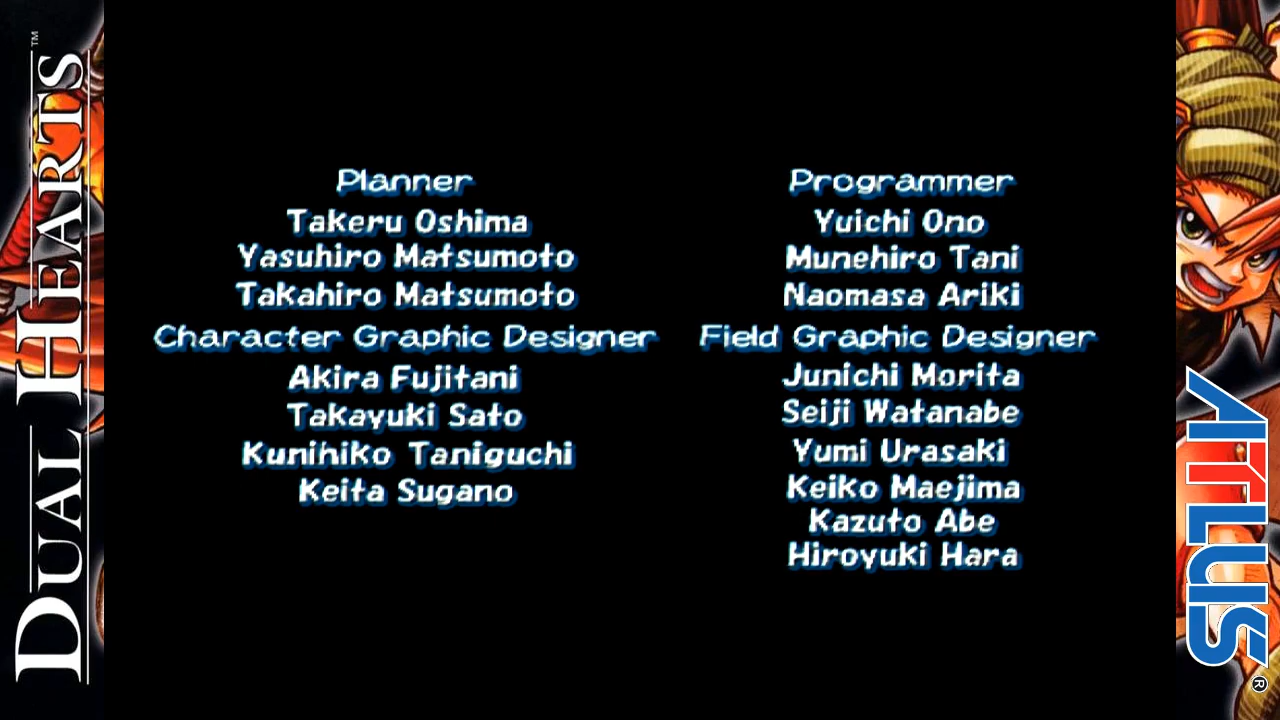 DUAL HEARTS™
Planner
Takeru Oshima
Yasuhiro Matsumoto
Takahiro Matsumoto
Character Graphic Designer
Akira Fujitani
Takayuki Sato
Kunihiko Taniguchi
Keita Sugano
Programmer
Yuichi Ono
Munehiro Tani
Naomasa Ariki
Field Graphic Designer
Junichi Morita
Seiji Watanabe
Yumi Urasaki
Keiko Maejima
Kazuto Abe
Hiroyuki Hara
ATLUS®